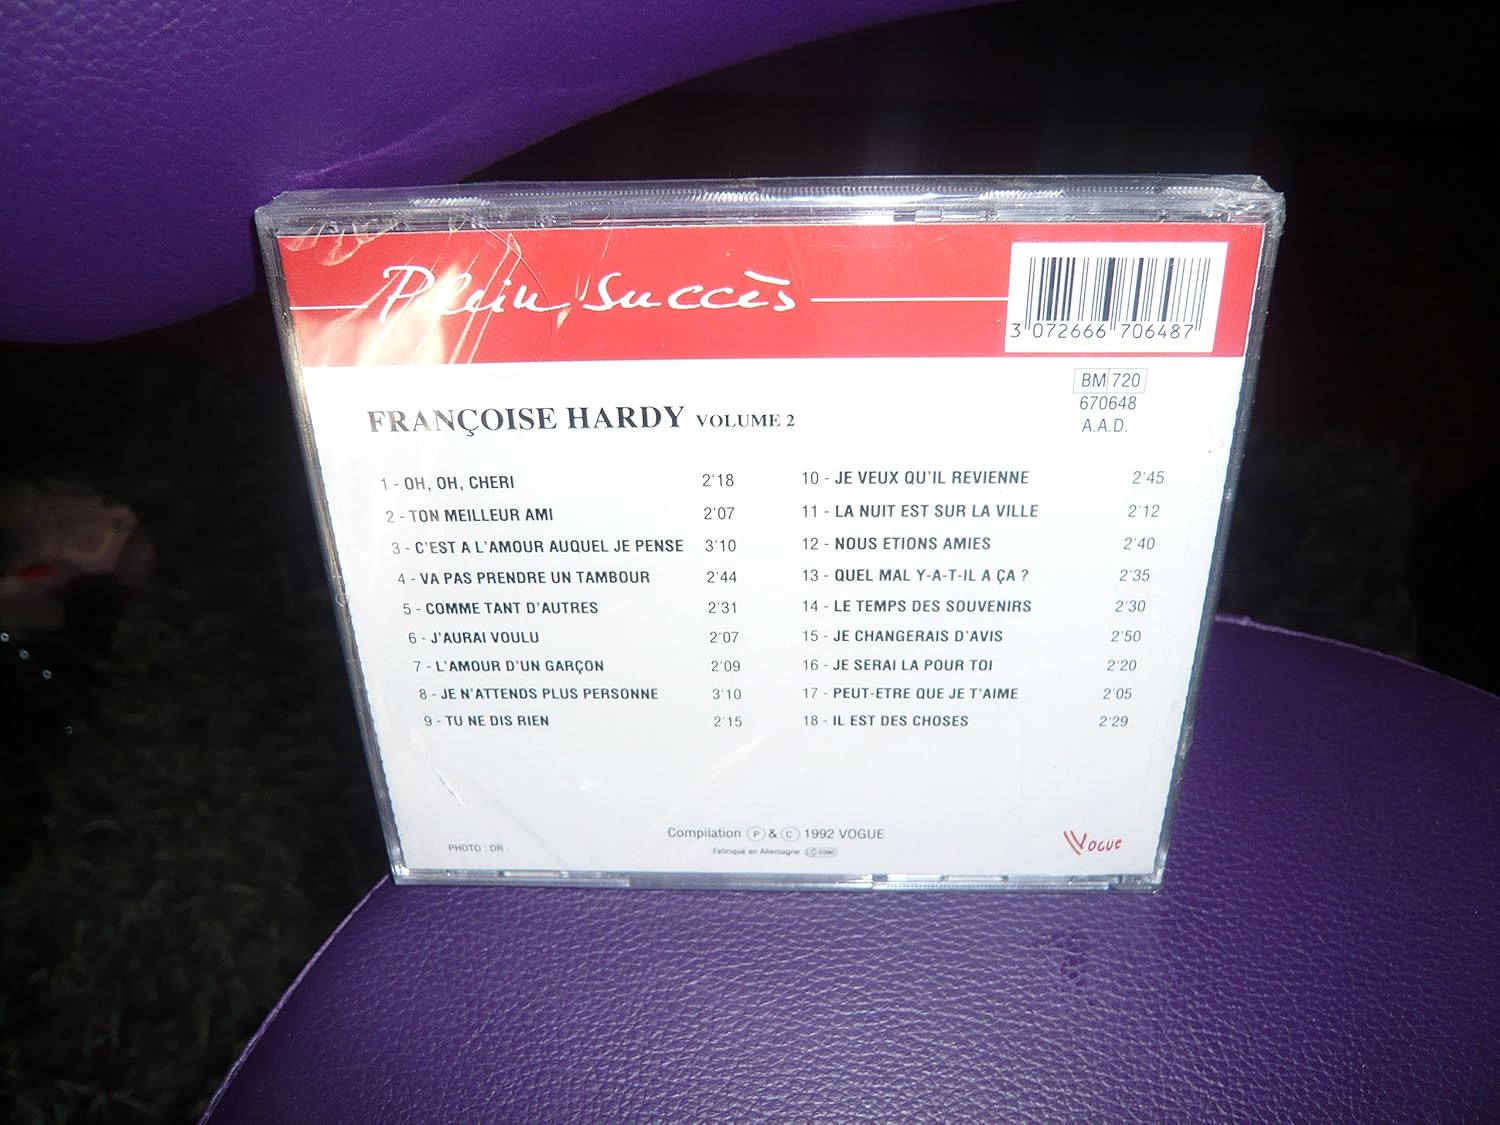 Plein Succès
3 072666 706487
BM 720
670648
A.A.D.
FRANÇOISE HARDY VOLUME 2
1 - OH, OH, CHERI 2'18
2 - TON MEILLEUR AMI 2'07
3 - C'EST A L'AMOUR AUQUEL JE PENSE 3'10
4 - VA PAS PRENDRE UN TAMBOUR 2'44
5 - COMME TANT D'AUTRES 2'31
6 - J'AURAI VOULU 2'07
7 - L'AMOUR D'UN GARÇON 2'09
8 - JE N'ATTENDS PLUS PERSONNE 3'10
9 - TU NE DIS RIEN 2'15
10 - JE VEUX QU'IL REVIENNE 2'45
11 - LA NUIT EST SUR LA VILLE 2'12
12 - NOUS ETIONS AMIES 2'40
13 - QUEL MAL Y-A-T-IL A ÇA ? 2'35
14 - LE TEMPS DES SOUVENIRS 2'30
15 - JE CHANGERAIS D'AVIS 2'50
16 - JE SERAI LA POUR TOI 2'20
17 - PEUT-ETRE QUE JE T'AIME 2'05
18 - IL EST DES CHOSES 2'29
Compilation Ⓟ & Ⓒ 1992 VOGUE
Fabriqué en Allemagne LC 0390
PHOTO : DR
VOGUE